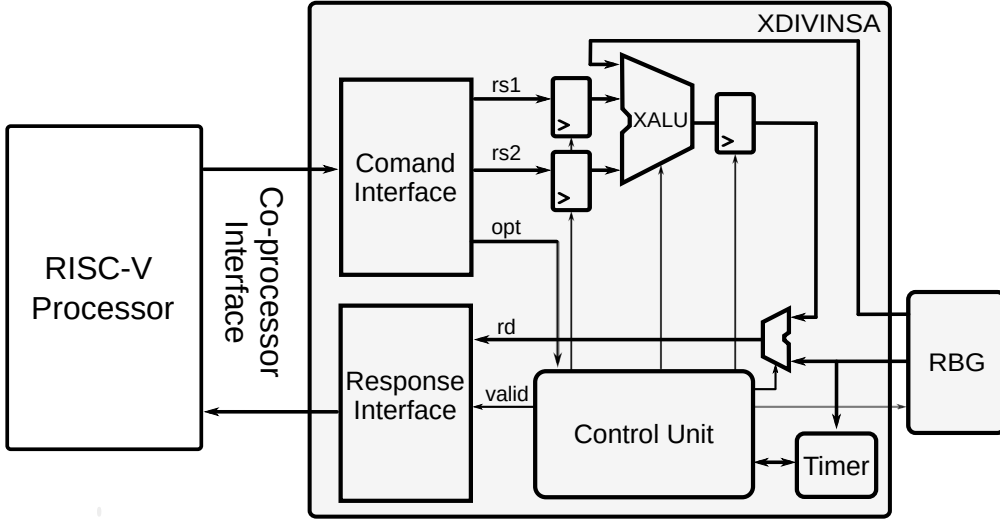 XDIVINSA
rs1
XALU
rs2
Comand
Interface
opt
RISC-V
Processor
Co-processor
Interface
rd
Response
Interface
valid
RBG
Control Unit
Timer